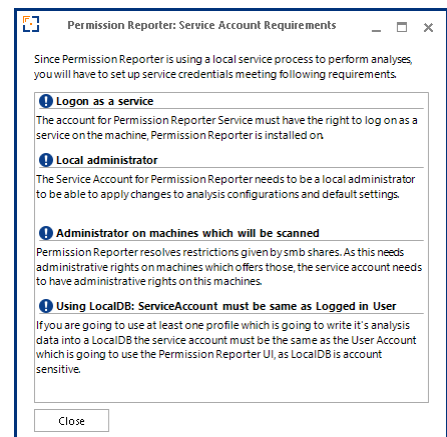 Permission Reporter: Service Account Requirements
Since Permission Reporter is using a local service process to perform analyses,
you will have to set up service credentials meeting following requirements.
Logon as a service
The account for Permission Reporter Service must have the right to log on as a
service on the machine, Permission Reporter is installed on.
Local administrator
The Service Account for Permission Reporter needs to be a local administrator
to be able to apply changes to analysis configurations and default settings.
Administrator on machines which will be scanned
Permission Reporter resolves restrictions given by smb shares. As this needs
administrative rights on machines which offers those, the service account needs
to have administrative rights on this machines.
Using LocalDB: ServiceAccount must be same as Logged in User
If you are going to use at least one profile which is going to write it's analysis
data into a LocalDB the service account must be the same as the User Account
which is going to use the Permission Reporter UI, as LocalDB is account
sensitive.
Close